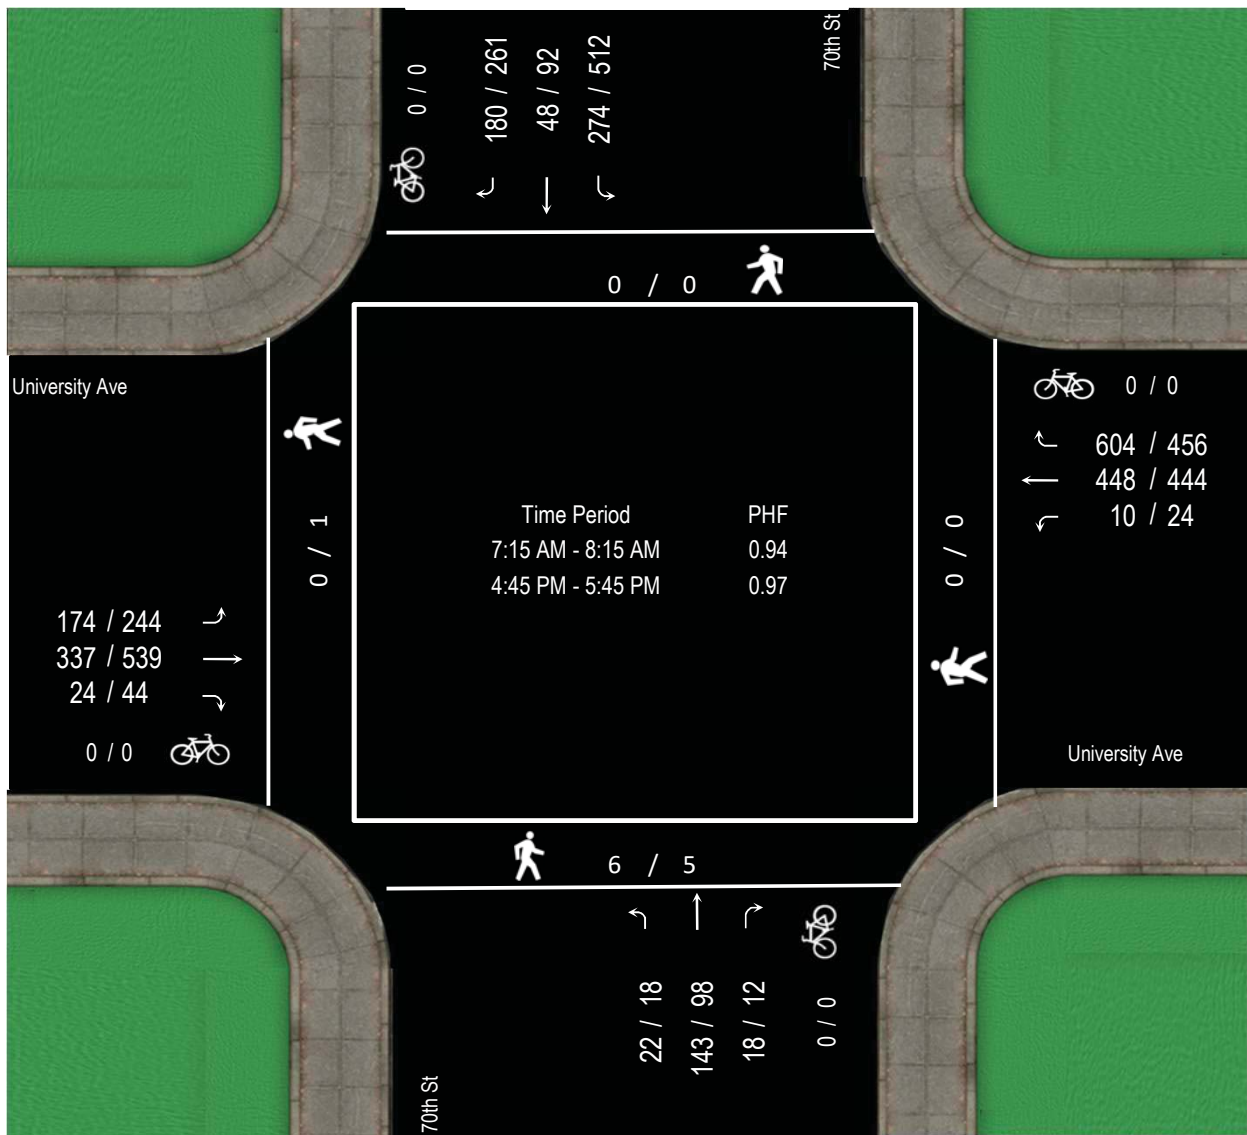 70th St
0 / 0
180 / 261
48 / 92
274 / 512
0 / 0
University Ave
0 / 0
604 / 456
448 / 444
10 / 24
0 / 1
Time Period PHF
7:15 AM - 8:15 AM 0.94
4:45 PM - 5:45 PM 0.97
0 / 0
174 / 244
337 / 539
24 / 44
0 / 0
University Ave
6 / 5
22 / 18
143 / 98
18 / 12
0 / 0
70th St